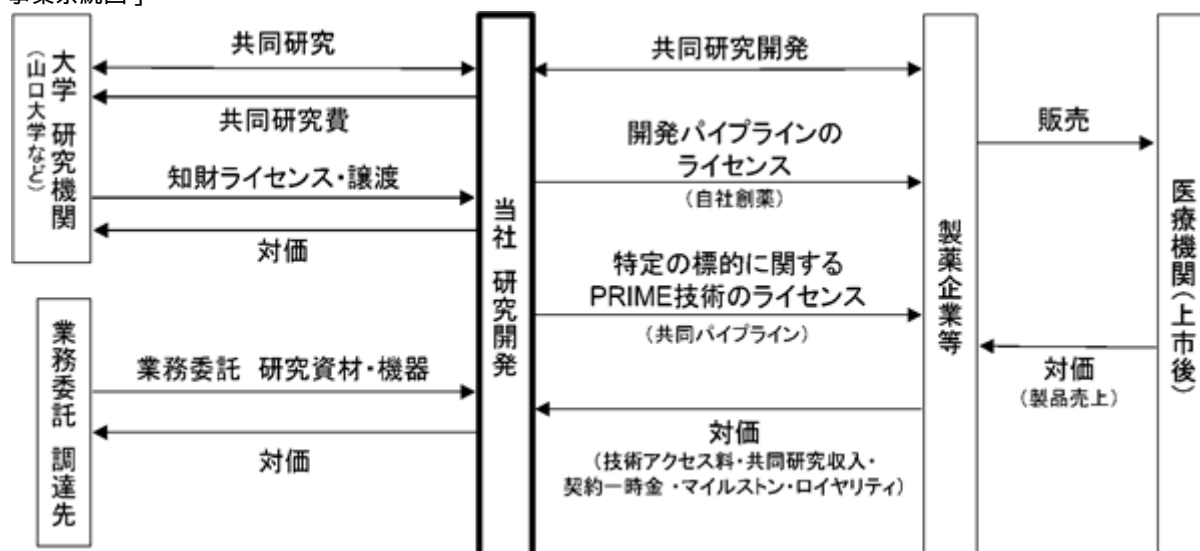 事業系統図]
大学 研究機関
(山口大学など)
共同研究
共同研究費
知財ライセンス・譲渡
対価
業務委託 調達先
業務委託 研究資材・機器
対価
当社 研究開発
共同研究開発
開発パイプラインの
ライセンス
(自社創薬)
特定の標的に関する
PRIME技術のライセンス
(共同パイプライン)
対価
(技術アクセス料・共同研究収入・
契約一時金・マイルストン・ロイヤリティ)
製薬企業等
販売
対価
(製品売上)
医療機関(上市後)